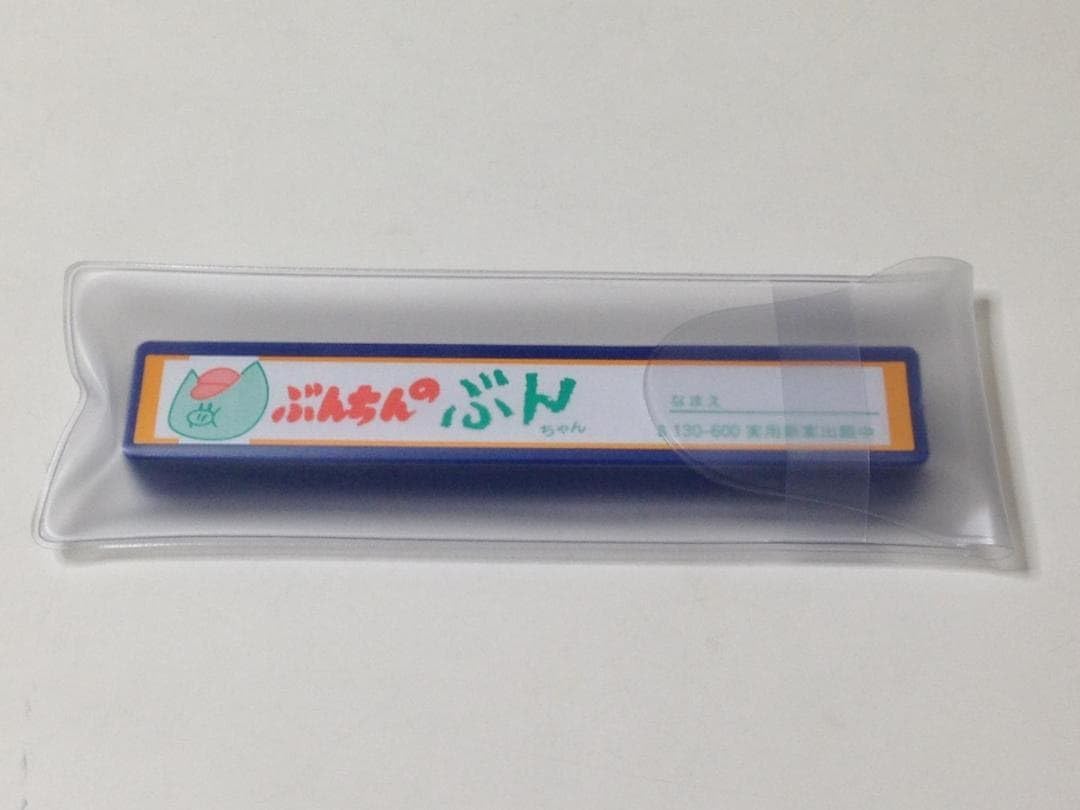 ぶんちんの ぶん
ちゃん
なまえ
130-600 実用新案出願中